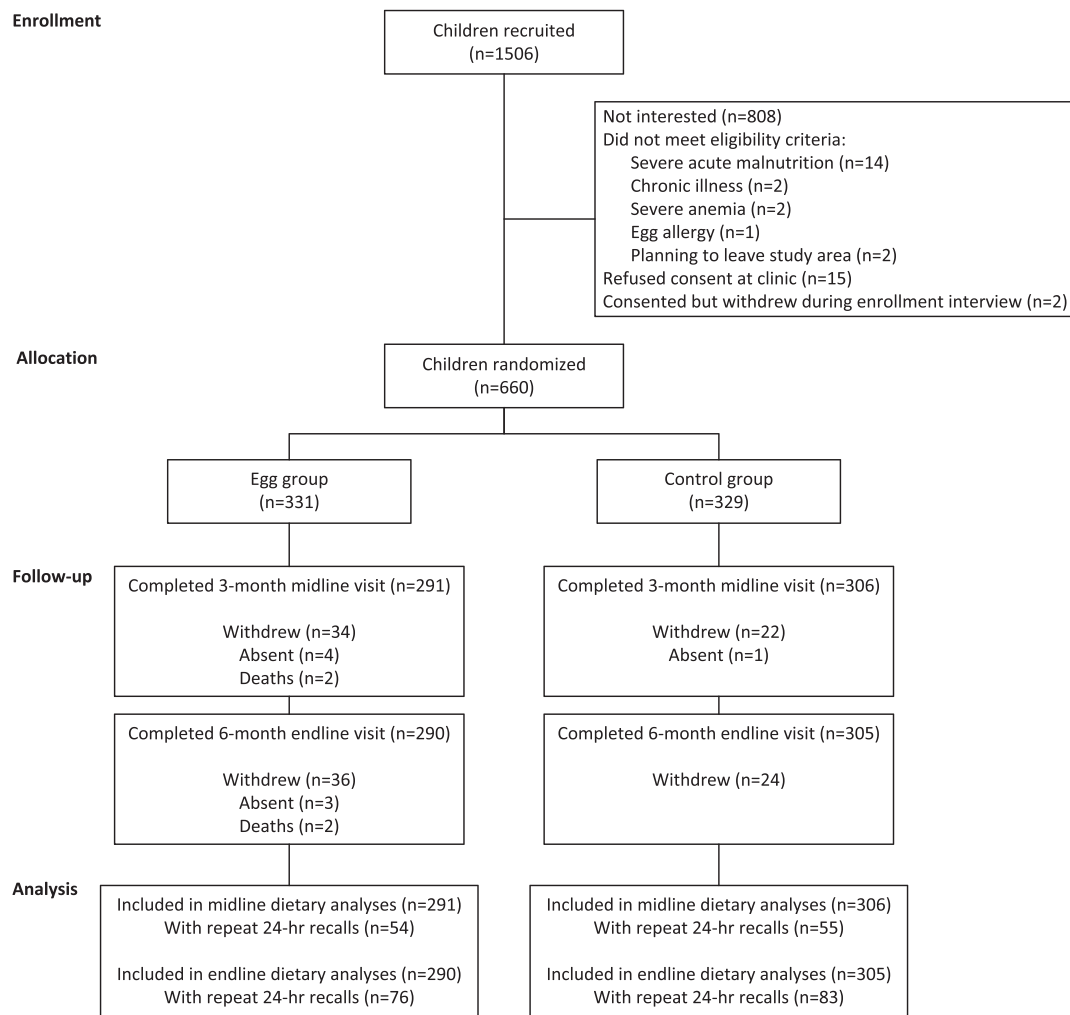 Enrollment
Children recruited
(n=1506)
Not interested (n=808)
Did not meet eligibility criteria:
Severe acute malnutrition (n=14)
Chronic illness (n=2)
Severe anemia (n=2)
Egg allergy (n=1)
Planning to leave study area (n=2)
Refused consent at clinic (n=15)
Consented but withdrew during enrollment interview (n=2)
Allocation
Children randomized
(n=660)
Egg group
(n=331)
Control group
(n=329)
Follow-up
Completed 3-month midline visit (n=291)
Withdrew (n=34)
Absent (n=4)
Deaths (n=2)
Completed 3-month midline visit (n=306)
Withdrew (n=22)
Absent (n=1)
Completed 6-month endline visit (n=290)
Withdrew (n=36)
Absent (n=3)
Deaths (n=2)
Completed 6-month endline visit (n=305)
Withdrew (n=24)
Analysis
Included in midline dietary analyses (n=291)
With repeat 24-hr recalls (n=54)
Included in endline dietary analyses (n=290)
With repeat 24-hr recalls (n=76)
Included in midline dietary analyses (n=306)
With repeat 24-hr recalls (n=55)
Included in endline dietary analyses (n=305)
With repeat 24-hr recalls (n=83)